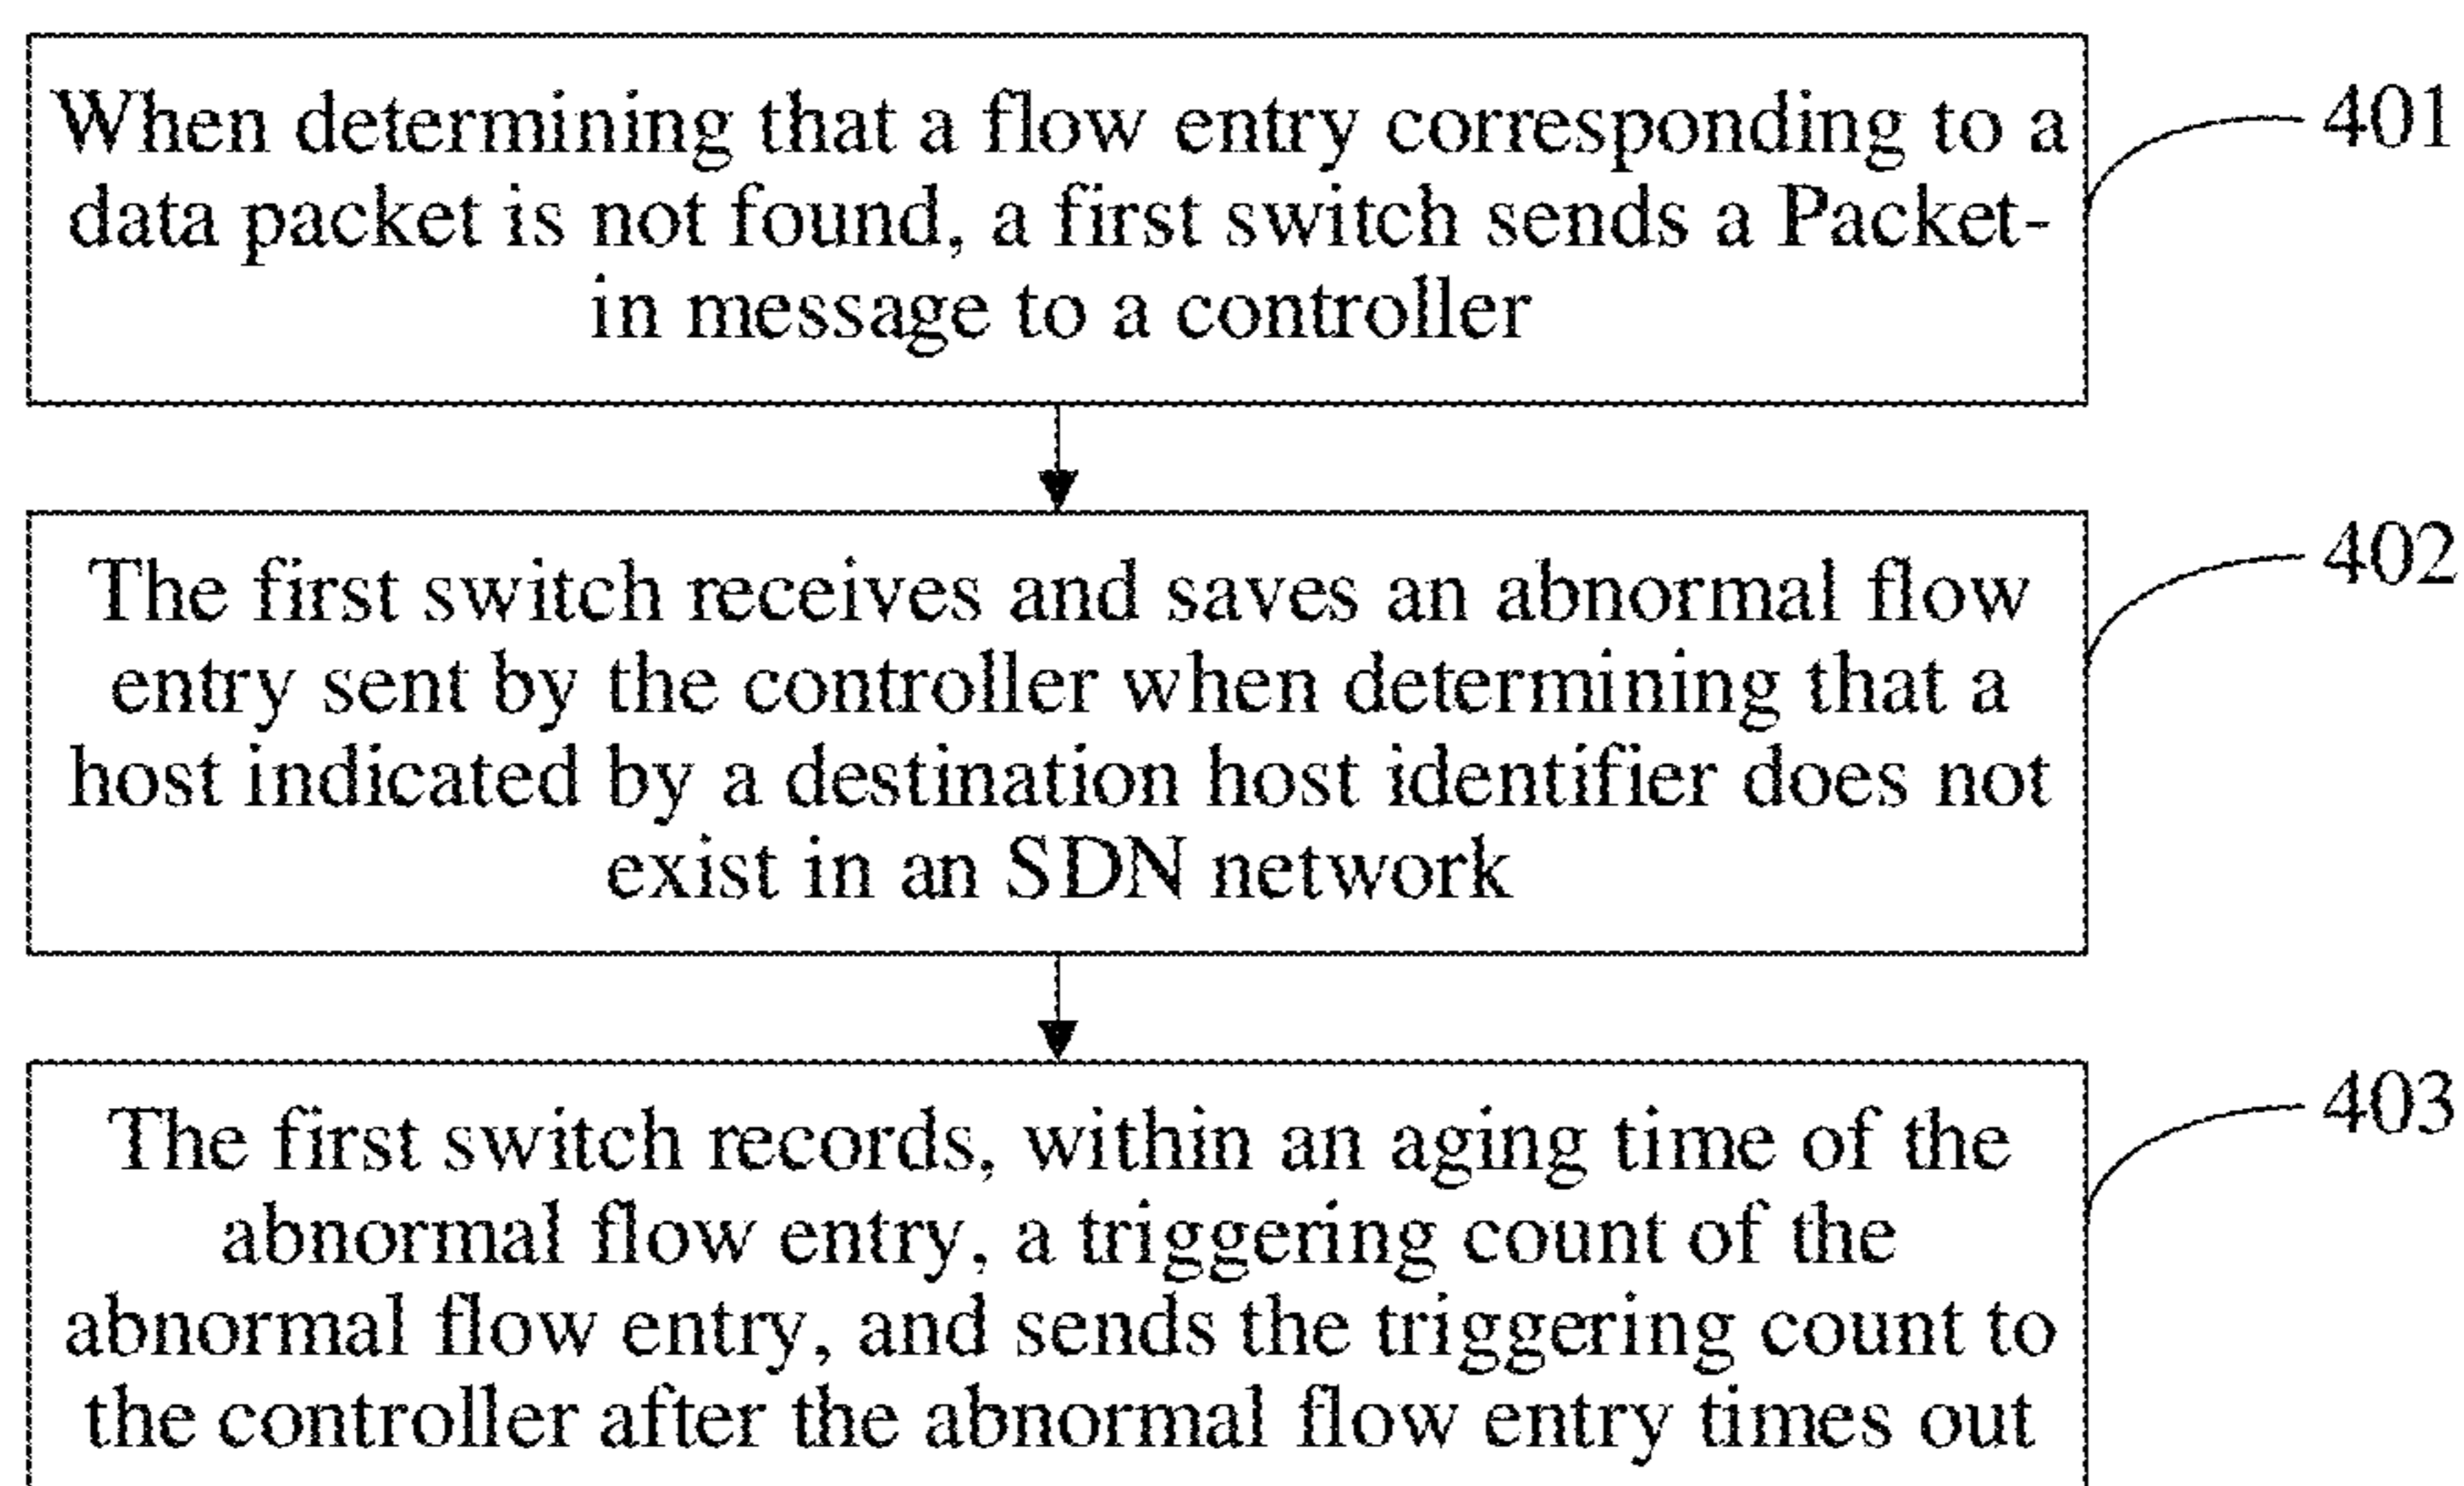 When determining that a flow entry corresponding to a
data packet is not found, a first switch sends a Packet-
in message to a controller
401
The first switch receives and saves an abnormal flow
entry sent by the controller when determining that a
host indicated by a destination host identifier does not
exist in an SDN network
402
The first switch records, within an aging time of the
abnormal flow entry, a triggering count of the
abnormal flow entry, and sends the triggering count to
the controller after the abnormal flow entry times out
403